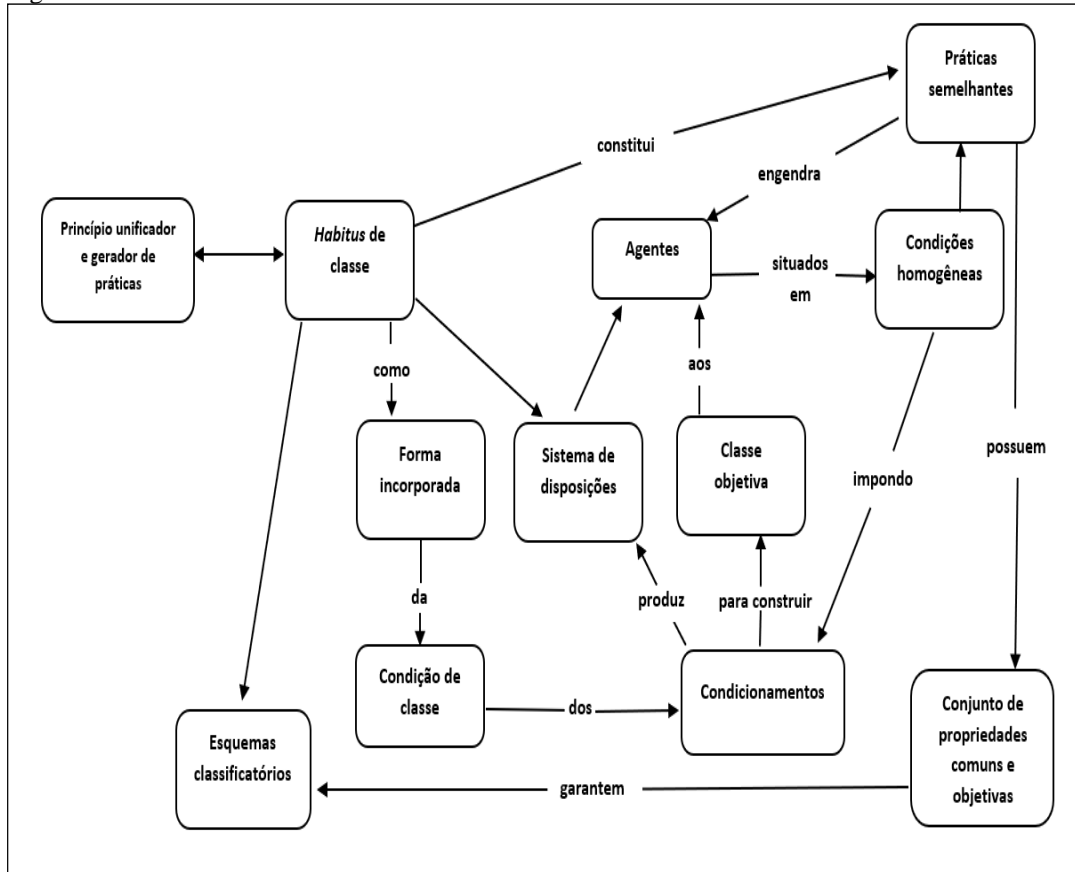 Práticas
semelhantes
constitui
engendra
Princípio unificador
e gerador de
práticas
Habitus de
classe
Agentes
situados
em
Condições
homogêneas
como
aos
Forma
incorporada
Sistema de
disposições
Classe
objetiva
impondo
possuem
da
produz
para construir
Condição de
classe
dos
Condicionamentos
Conjunto de
propriedades
comuns e
objetivas
Esquemas
classificatórios
garantem